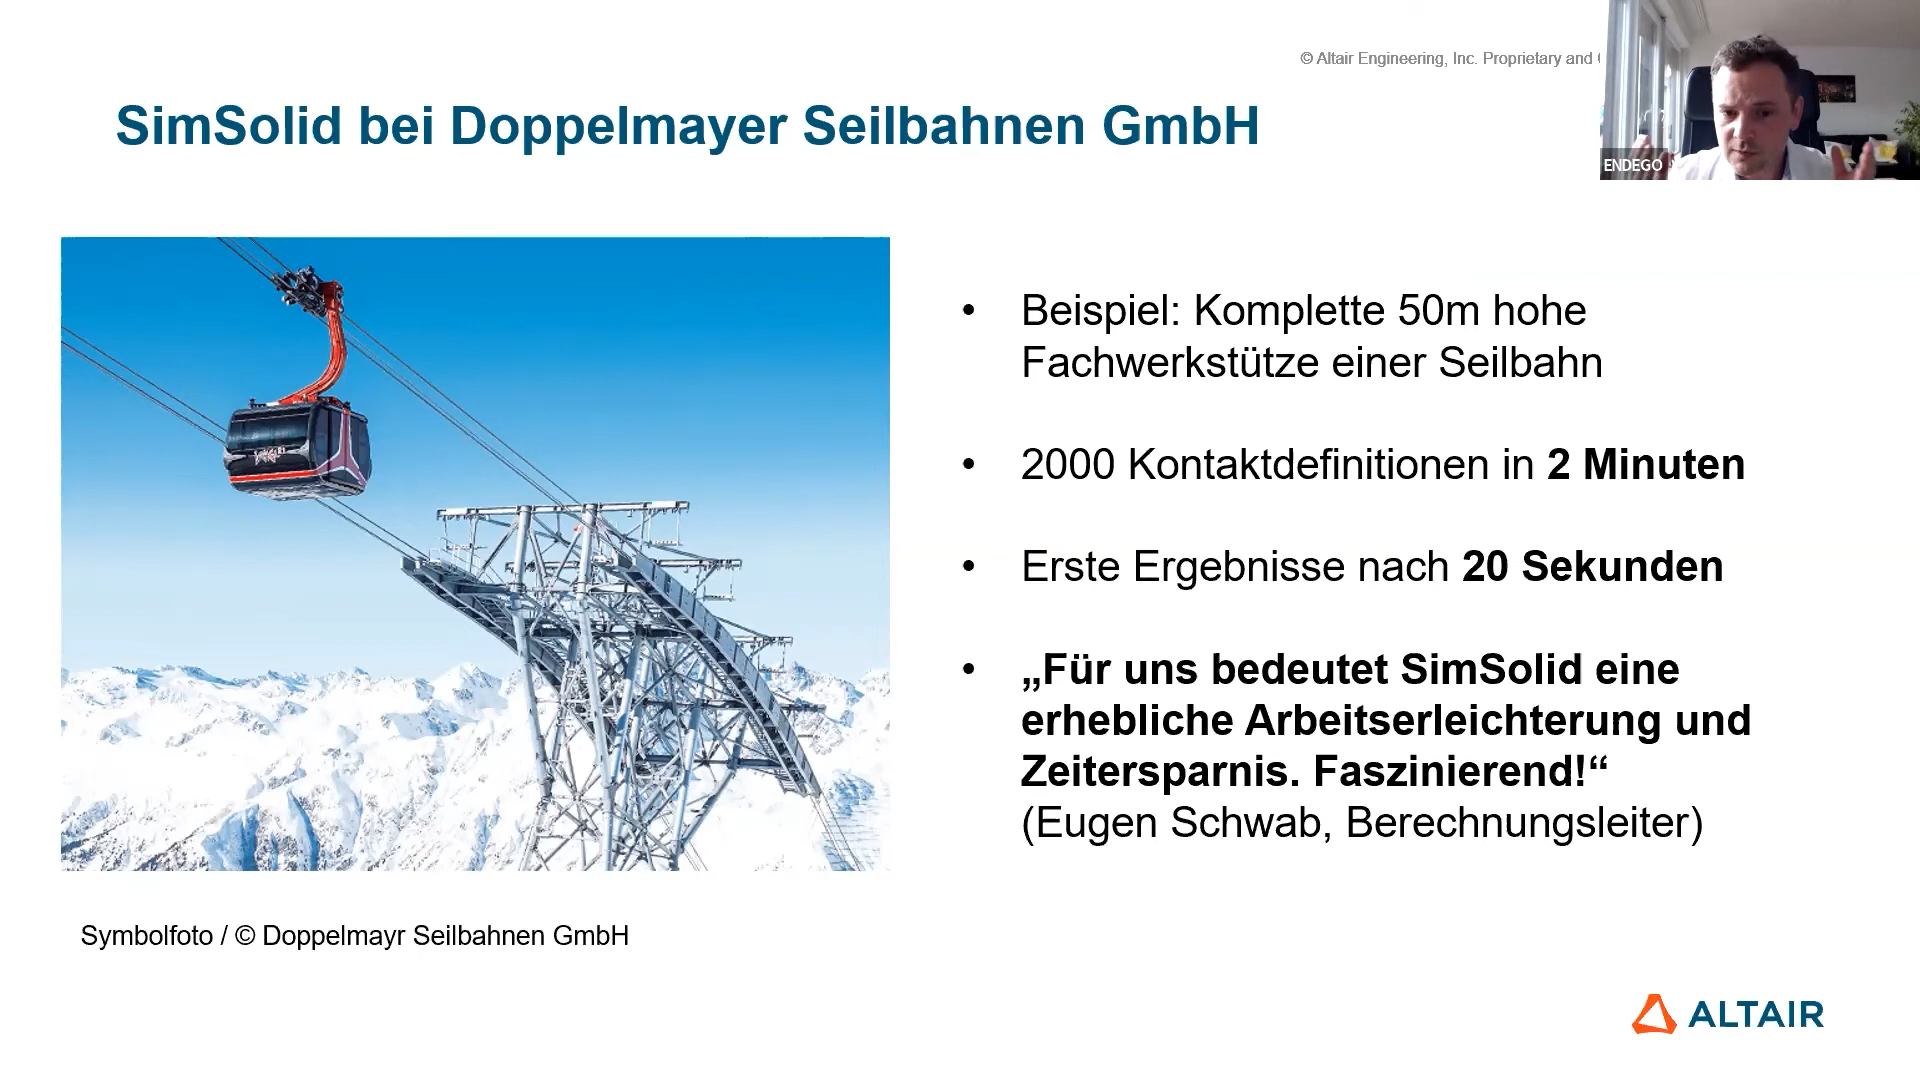 © Altair Engineering, Inc. Proprietary and
ENDEGO
SimSolid bei Doppelmayer Seilbahnen GmbH
• Beispiel: Komplette 50m hohe
Fachwerkstütze einer Seilbahn
• 2000 Kontaktdefinitionen in 2 Minuten
• Erste Ergebnisse nach 20 Sekunden
• „Für uns bedeutet SimSolid eine
erhebliche Arbeitserleichterung und
Zeitersparnis. Faszinierend!“
(Eugen Schwab, Berechnungsleiter)
Symbolfoto / © Doppelmayr Seilbahnen GmbH
ALTAIR